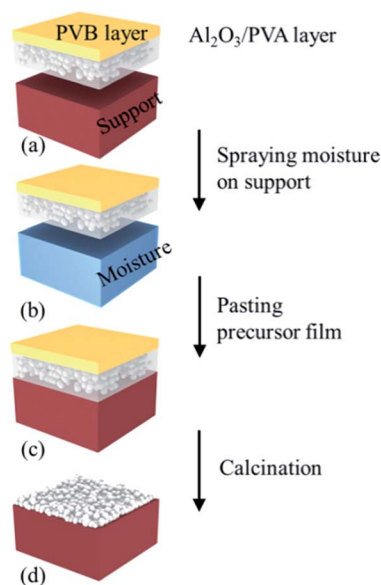 PVB layer
Al₂O₃/PVA layer
Support
(a)
Spraying moisture
on support
Moisture
(b)
Pasting
precursor film
(c)
Calcination
(d)